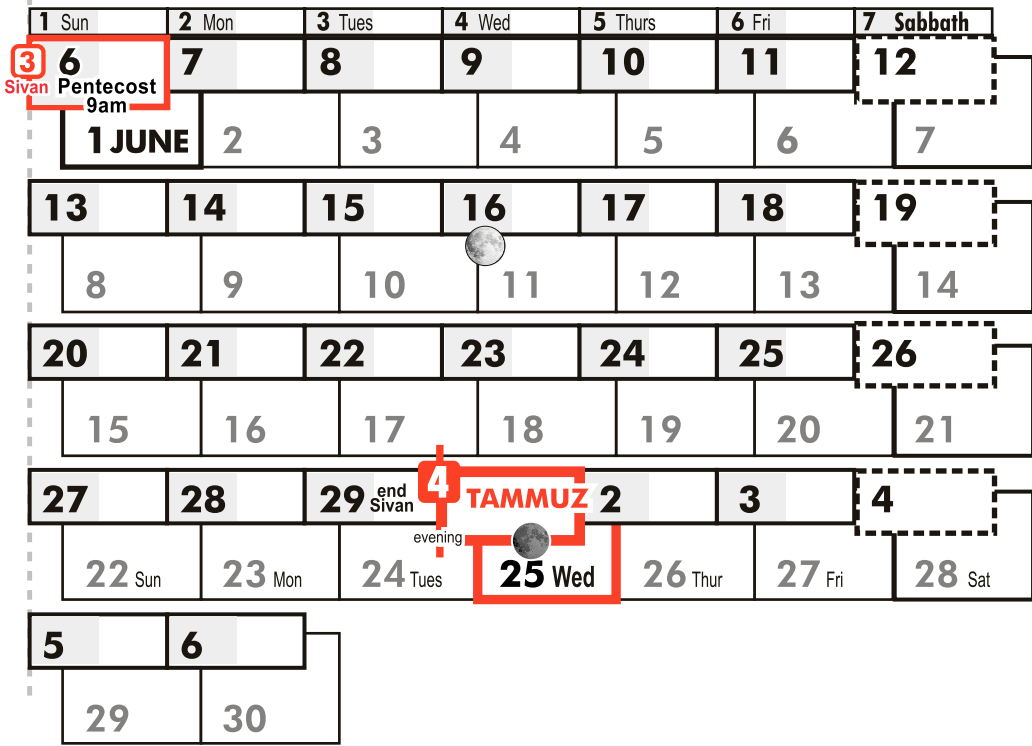 1 Sun 2 Mon 3 Tues 4 Wed 5 Thurs 6 Fri 7 Sabbath
3 6 7 8 9 10 11 12
Sivan Pentecost
9am
1 JUNE 2 3 4 5 6 7
13 14 15 16 17 18 19
8 9 10 11 12 13 14
20 21 22 23 24 25 26
15 16 17 18 19 20 21
27 28 29 end Sivan 4 TAMMUZ 2 3 4
evening
22 Sun 23 Mon 24 Tues 25 Wed 26 Thur 27 Fri 28 Sat
5 6
29 30